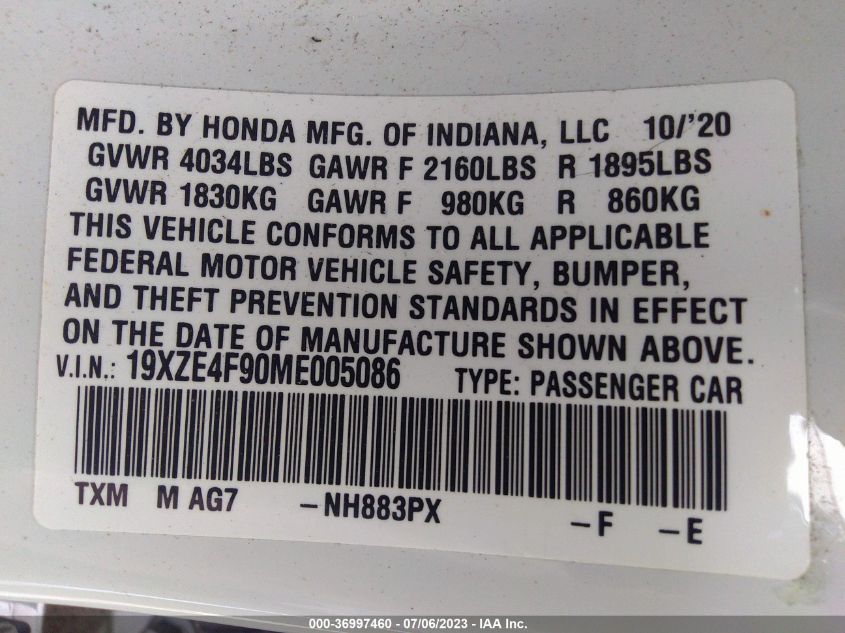 MFD. BY HONDA MFG. OF INDIANA, LLC 10/'20
GVWR 4034LBS GAWR F 2160LBS R 1895LBS
GVWR 1830KG GAWR F 980KG R 860KG
THIS VEHICLE CONFORMS TO ALL APPLICABLE
FEDERAL MOTOR VEHICLE SAFETY, BUMPER,
AND THEFT PREVENTION STANDARDS IN EFFECT
ON THE DATE OF MANUFACTURE SHOWN ABOVE.
V.I.N.: 19XZE4F90ME005086 TYPE: PASSENGER CAR
TXM M AG7 -NH883PX -F -E
000-36997460 - 07/06/2023 - IAA Inc.